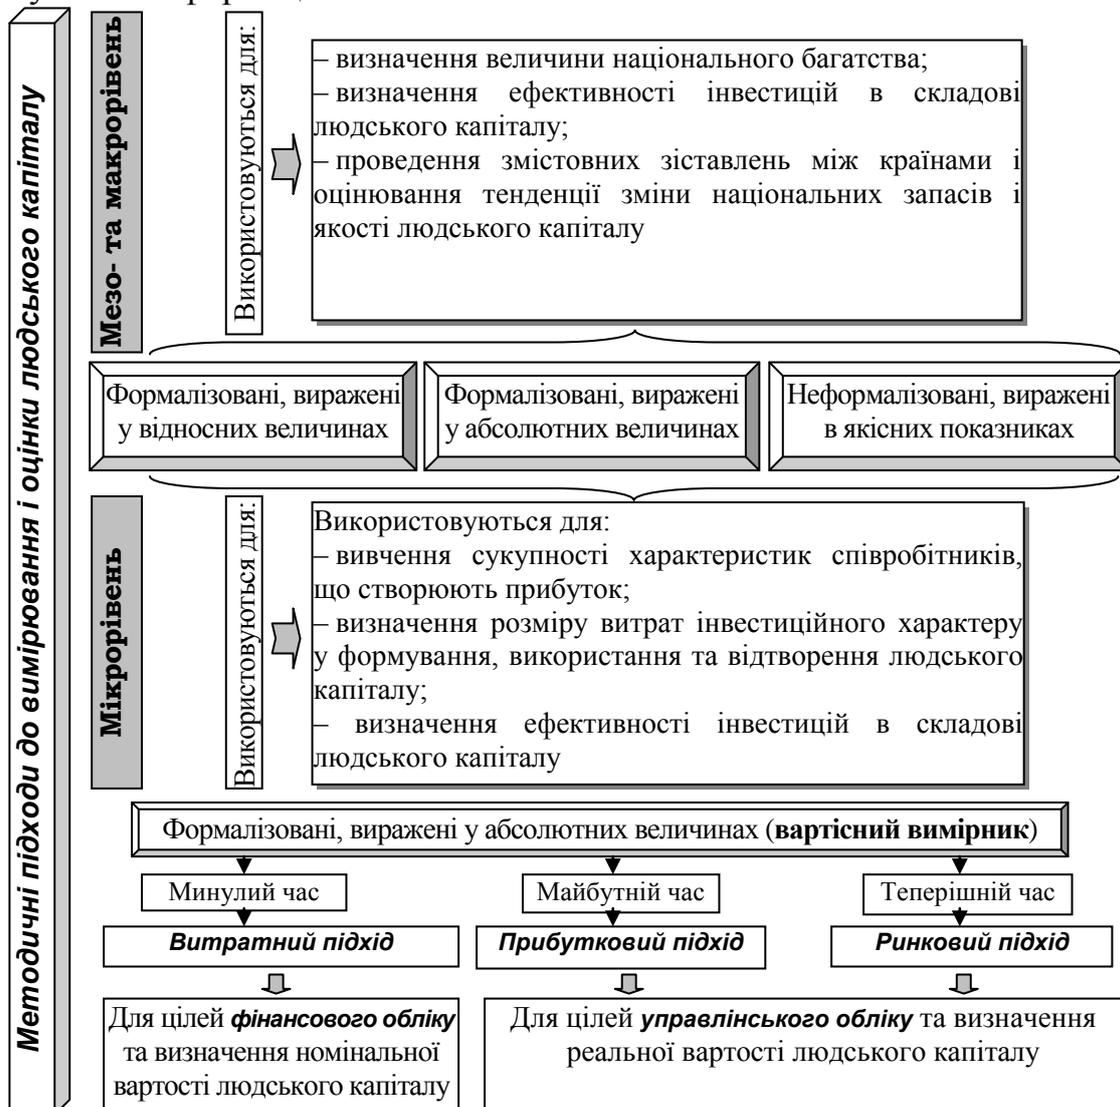 Методичні підходи до вимірювання і оцінки людського капіталу
Мезо- та макрорівень
Використовуються для:
– визначення величини національного багатства;
– визначення ефективності інвестицій в складові
людського капіталу;
– проведення змістовних зіставлень між країнами і
оцінювання тенденції зміни національних запасів і
якості людського капіталу
Формалізовані, виражені
у відносних величинах
Формалізовані, виражені
у абсолютних величинах
Неформалізовані, виражені
в якісних показниках
Мікрорівень
Використовуються для:
Використовуються для:
– вивчення сукупності характеристик співробітників,
що створюють прибуток;
– визначення розміру витрат інвестиційного характеру
у формування, використання та відтворення людського
капіталу;
– визначення ефективності інвестицій в складові
людського капіталу
Формалізовані, виражені у абсолютних величинах (вартісний вимірник)
Минулий час
Майбутній час
Теперішній час
Витратний підхід
Прибутковий підхід
Ринковий підхід
Для цілей фінансового обліку
та визначення номінальної
вартості людського капіталу
Для цілей управлінського обліку та визначення
реальної вартості людського капіталу